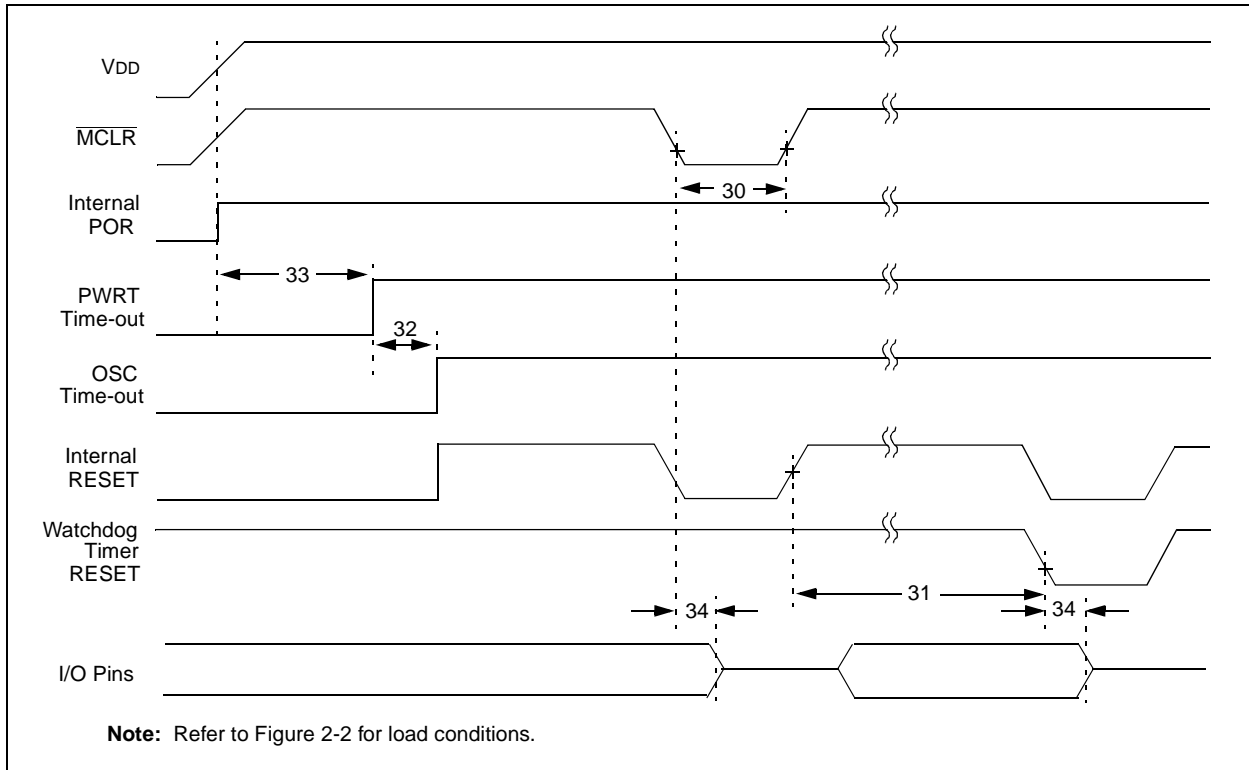 VDD
MCLR
30
Internal
POR
33
PWRT
Time-out
32
OSC
Time-out
Internal
RESET
Watchdog
Timer
RESET
31
34
34
I/O Pins
Note: Refer to Figure 2-2 for load conditions.